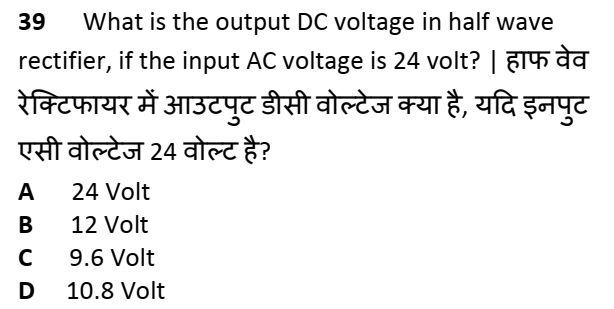 39 What is the output DC voltage in half wave
rectifier, if the input AC voltage is 24 volt? | हाफ वेव
रेक्टिफायर में आउटपुट डीसी वोल्टेज क्या है, यदि इनपुट
एसी वोल्टेज 24 वोल्ट है?
A 24 Volt
B 12 Volt
C 9.6 Volt
D 10.8 Volt